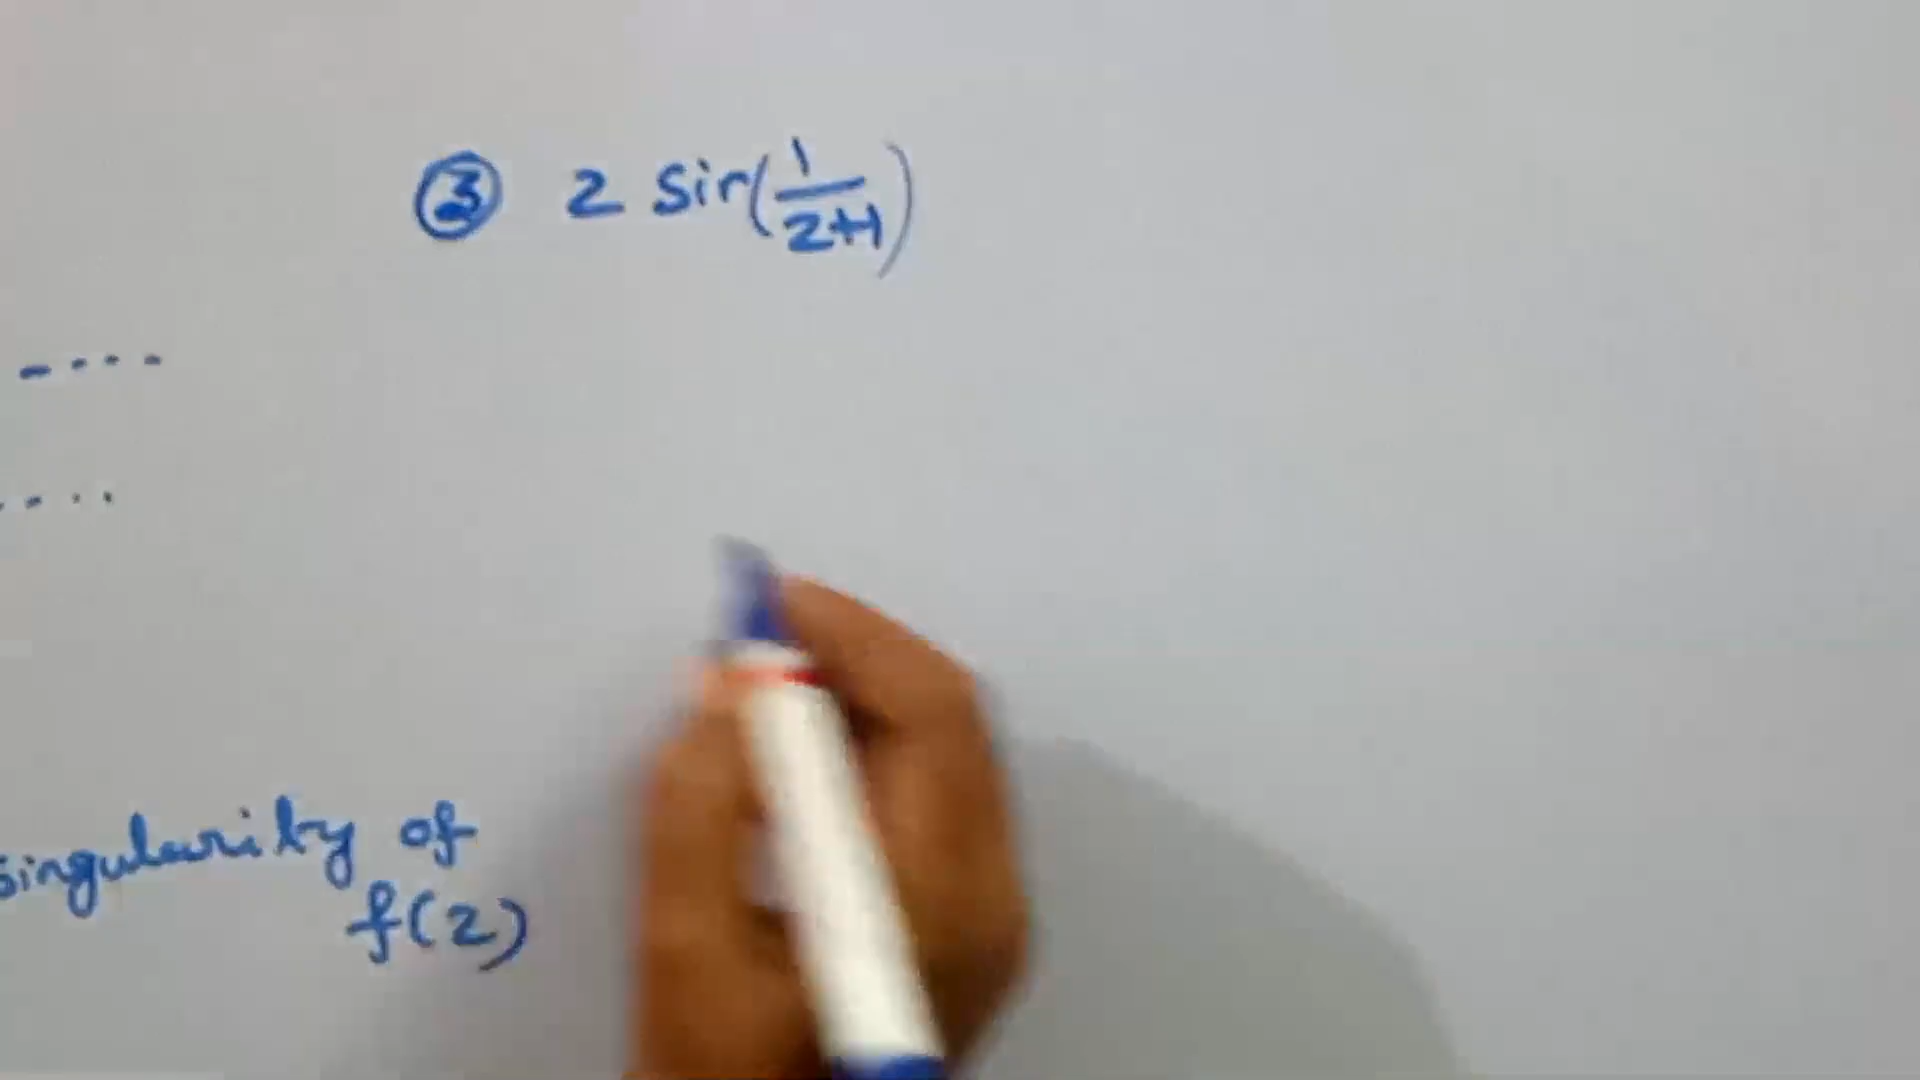 ③ z sin(1/(z+1))
- . . . .
- . . .
singularity of
f(z)